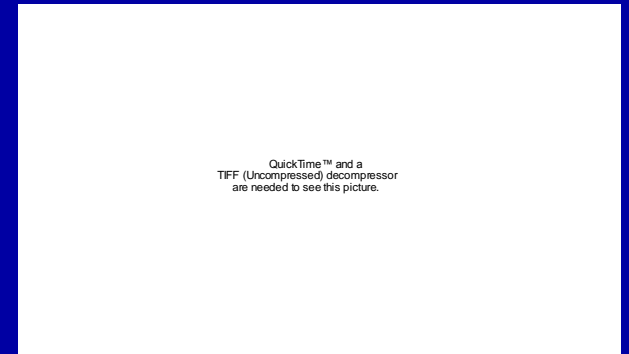 QuickTime™ and a
TIFF (Uncompressed) decompressor
are needed to see this picture.